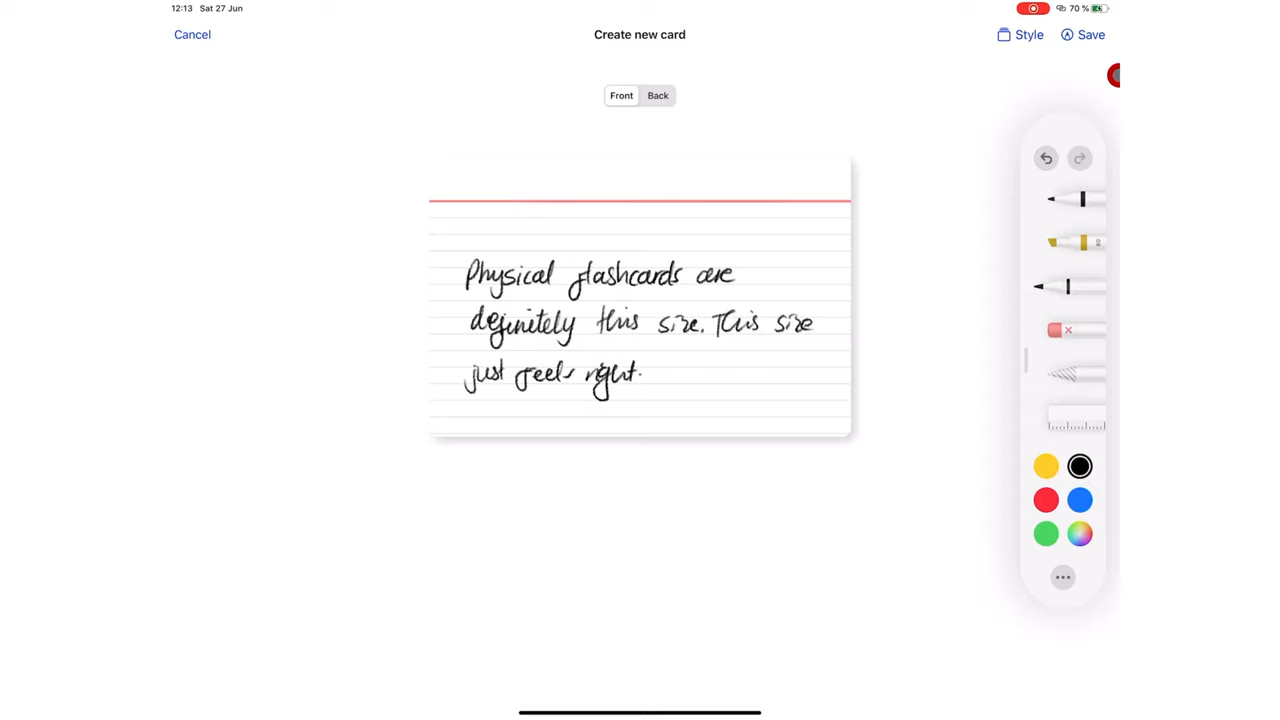 12:13 Sat 27 Jun 70 %
Cancel Create new card Style Save
Front Back
Physical flashcards are
definitely this size. This size
just feels right.
80